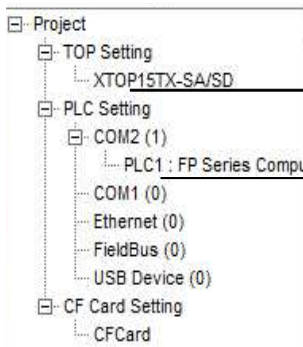 Project
TOP Setting
XTOP15TX-SA/SD
PLC Setting
COM2 (1)
PLC1 : FP Series Compu
COM1 (0)
Ethernet (0)
FieldBus (0)
USB Device (0)
CF Card Setting
CFCard